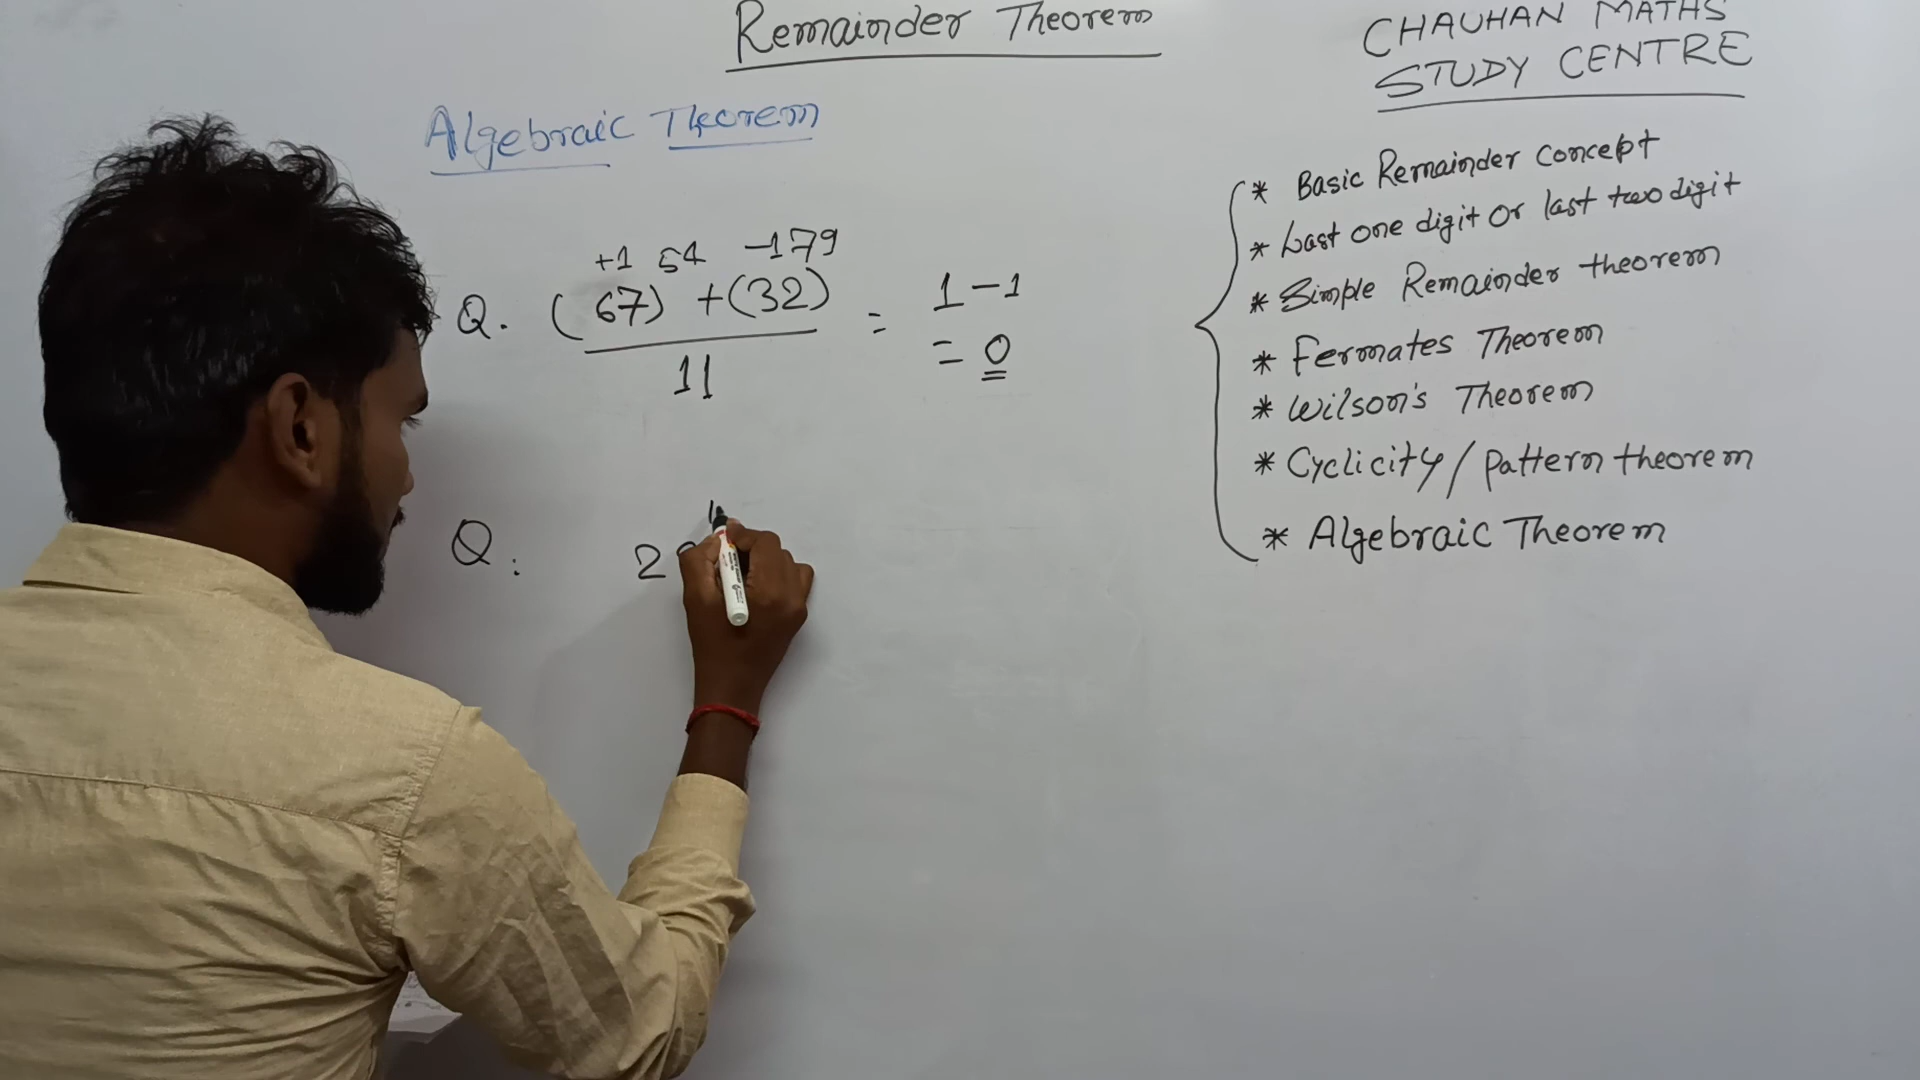 Remainder Theorem
CHAUHAN MATHS
STUDY CENTRE
Algebraic Theorem
* Basic Remainder concept
* Last one digit or last two digit
* Simple Remainder theorem
* Fermates Theorem
* Wilson's Theorem
* Cyclicity / pattern theorem
* Algebraic Theorem
+1 54 -179
Q. (67) + (32)
11
= 1 - 1
= 0
Q. 2